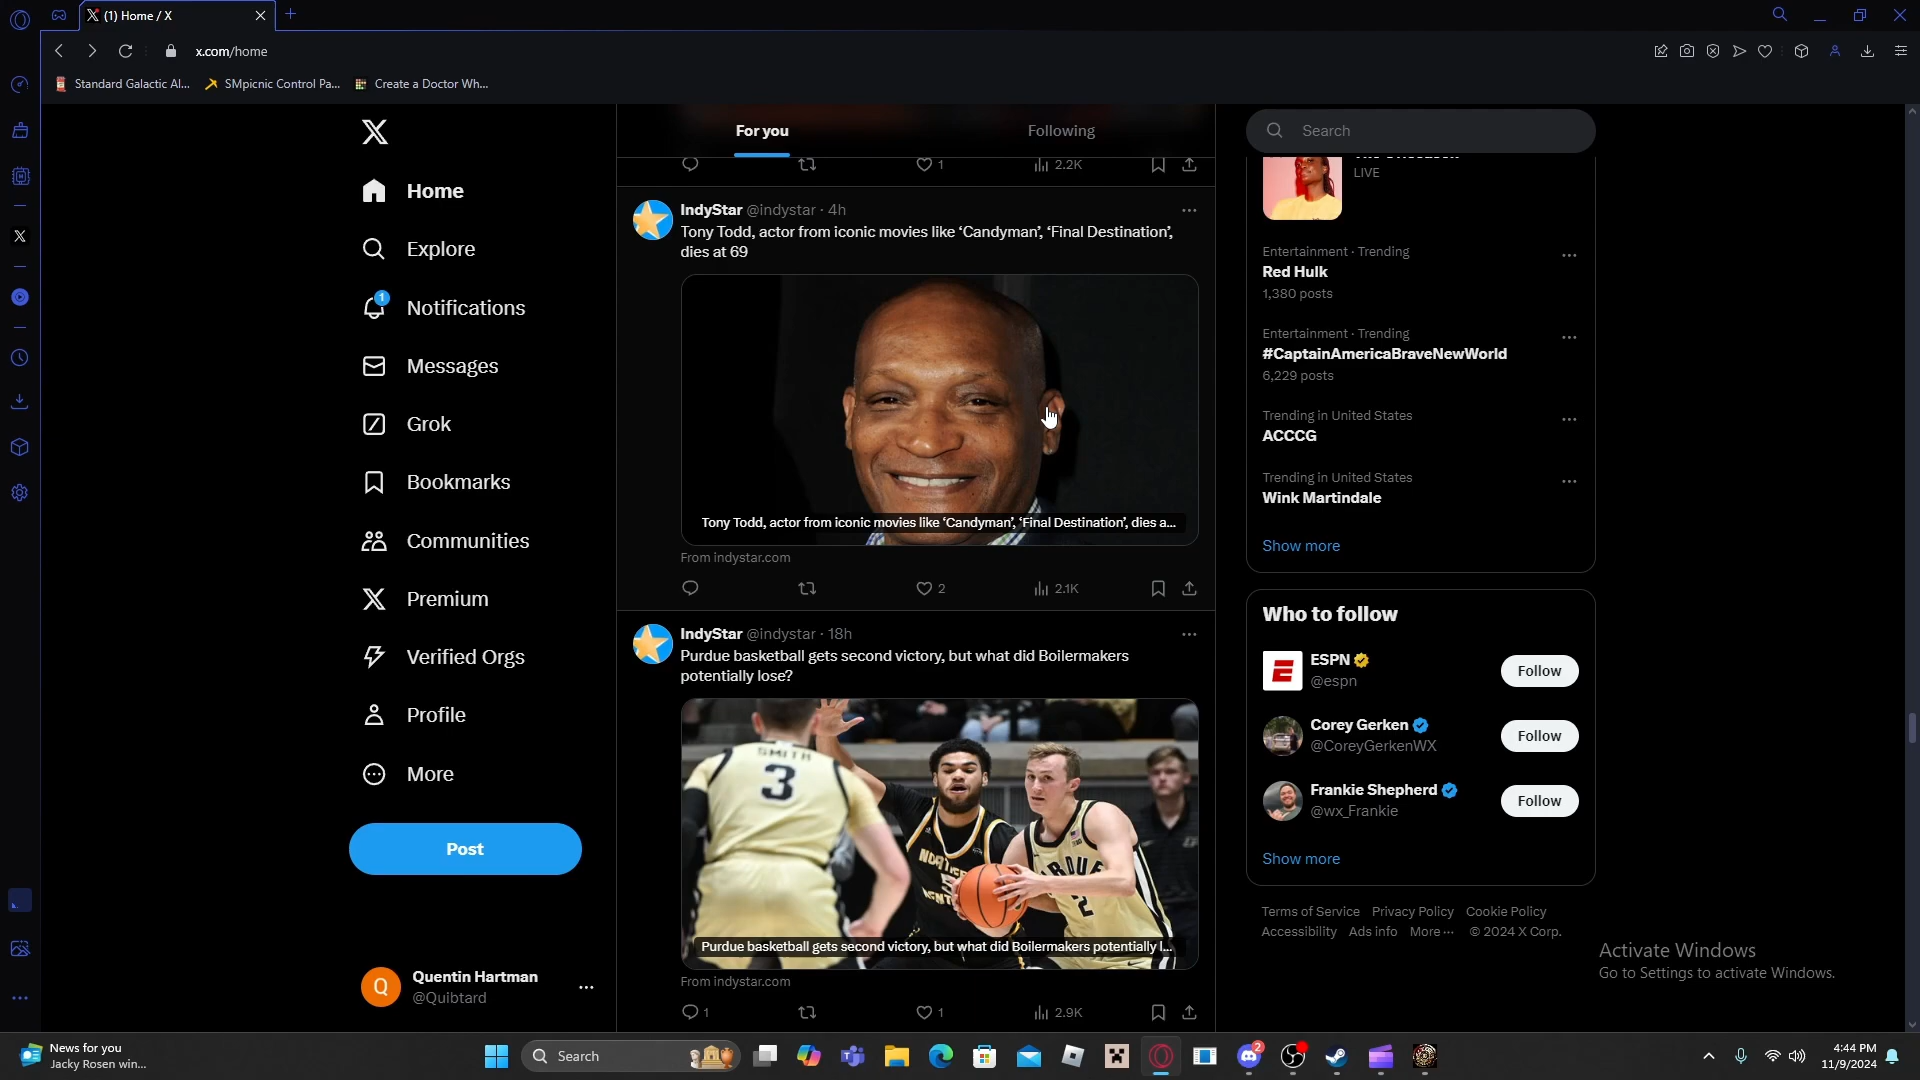 (1) Home / X
x.com/home
Standard Galactic Al...
SMpicnic Control Pa...
Create a Doctor Wh...
For you
Following
Search
Home
Explore
1
Notifications
Messages
Grok
Bookmarks
Communities
Premium
Verified Orgs
Profile
More
Post
Quentin Hartman
@Quibtard
1
2.2K
IndyStar @indystar · 4h
Tony Todd, actor from iconic movies like ‘Candyman’, ‘Final Destination’,
dies at 69
Tony Todd, actor from iconic movies like ‘Candyman’, ‘Final Destination’, dies a...
From indystar.com
2
2.1K
IndyStar @indystar · 18h
Purdue basketball gets second victory, but what did Boilermakers
potentially lose?
SMITH
3
2
Purdue basketball gets second victory, but what did Boilermakers potentially l...
From indystar.com
1
1
2.9K
LIVE
Entertainment · Trending
Red Hulk
1,380 posts
Entertainment · Trending
#CaptainAmericaBraveNewWorld
6,229 posts
Trending in United States
ACCCG
Trending in United States
Wink Martindale
Show more
Who to follow
ESPN
@espn
Follow
Corey Gerken
@CoreyGerkenWX
Follow
Frankie Shepherd
@wx_Frankie
Follow
Show more
Terms of Service Privacy Policy Cookie Policy
Accessibility Ads info More ··· © 2024 X Corp.
Activate Windows
Go to Settings to activate Windows.
News for you
Jacky Rosen win...
Search
2
4:44 PM
11/9/2024